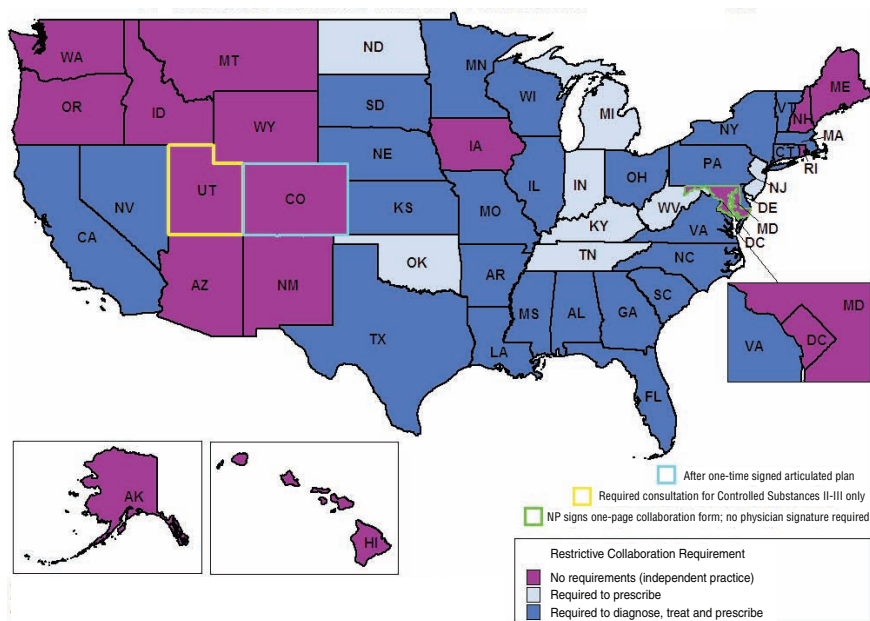 ND
WA
MT
MN
ME
VT
NH
OR
ID
SD
WI
MI
NY
MA
WY
CT
RI
IA
PA
NE
NJ
OH
IN
IL
UT
CO
DE
NV
WV
MD
KS
MO
KY
VA
CA
DC
NC
TN
OK
AZ
NM
AR
SC
MS
AL
GA
TX
LA
FL
MD
VA
DC
AK
HI
After one-time signed articulated plan
Required consultation for Controlled Substances II-III only
NP signs one-page collaboration form; no physician signature required
Restrictive Collaboration Requirement
No requirements (independent practice)
Required to prescribe
Required to diagnose, treat and prescribe